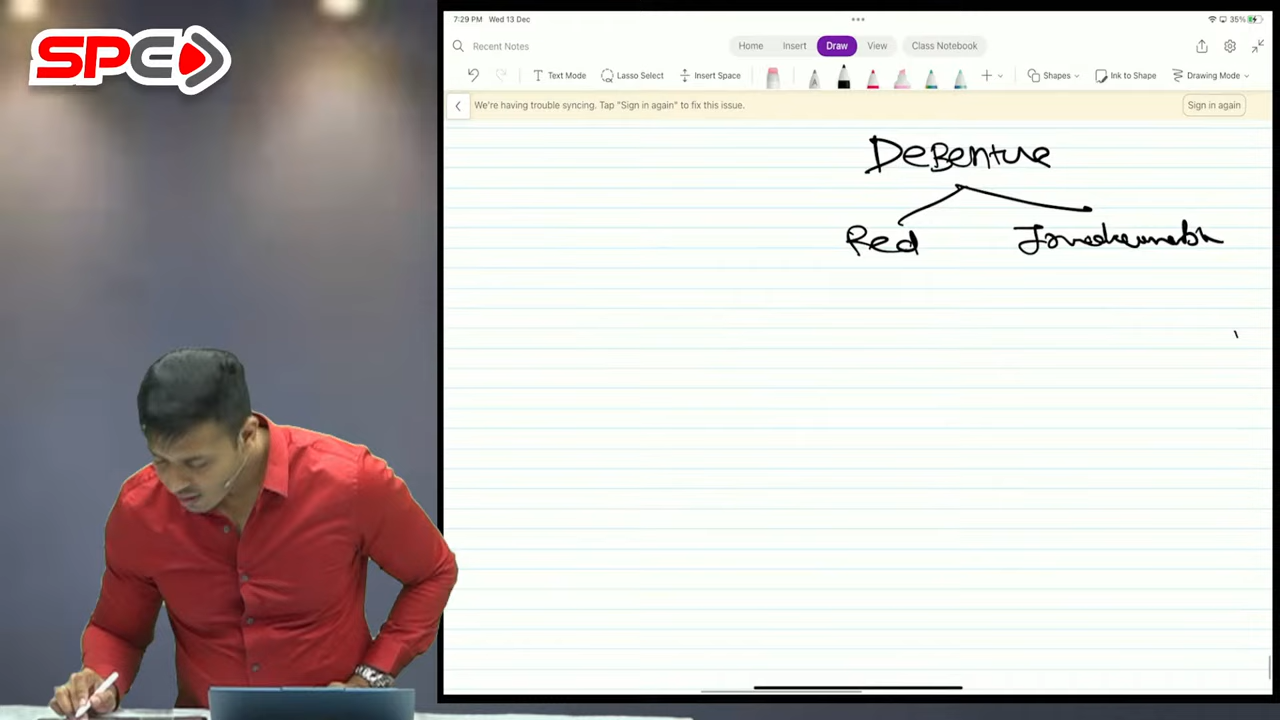 SPE
7:29 PM Wed 13 Dec
35%
Recent Notes
Home Insert Draw View Class Notebook
Text Mode Lasso Select Insert Space Shapes Ink to Shape Drawing Mode
We're having trouble syncing. Tap "Sign in again" to fix this issue. Sign in again
DeBenture
Red